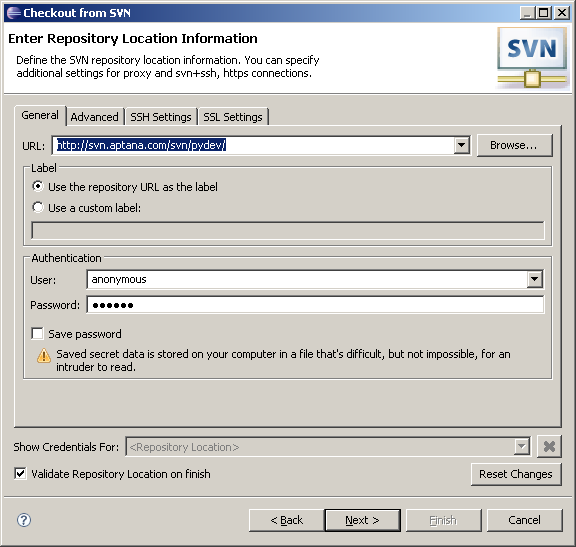 Checkout from SVN
Enter Repository Location Information
Define the SVN repository location information. You can specify
additional settings for proxy and svn+ssh, https connections.
SVN
General Advanced SSH Settings SSL Settings
URL: http://svn.aptana.com/svn/pydev/ Browse...
Label
Use the repository URL as the label
Use a custom label:
Authentication
User: anonymous
Password: ●●●●●●
Save password
Saved secret data is stored on your computer in a file that's difficult, but not impossible, for an
intruder to read.
Show Credentials For: <Repository Location>
Validate Repository Location on finish Reset Changes
? < Back Next > Finish Cancel